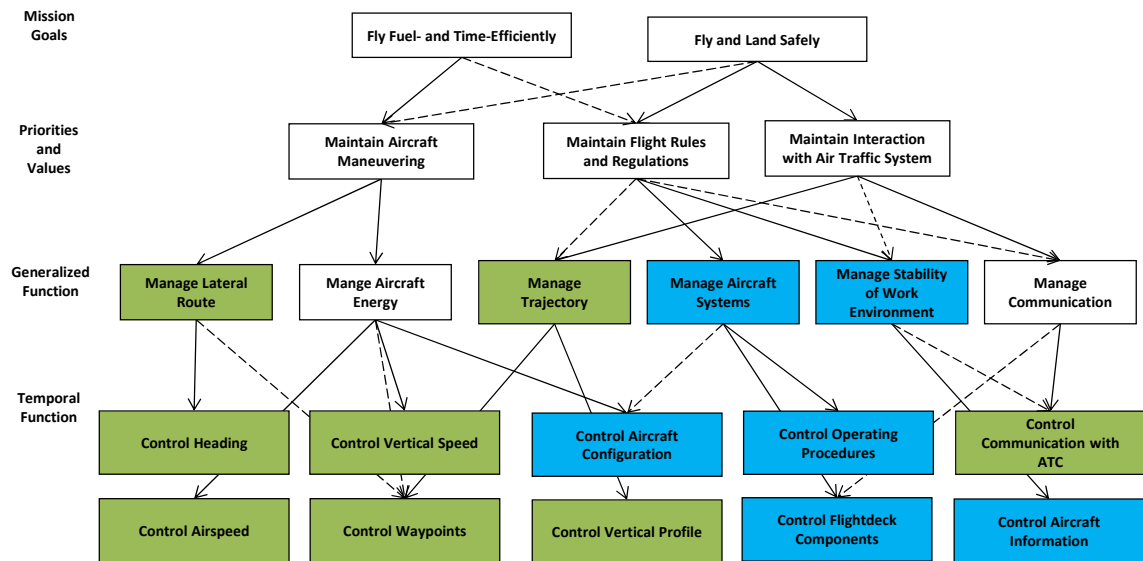 Mission
Goals
Fly Fuel- and Time-Efficiently
Fly and Land Safely
Priorities
and
Values
Maintain Aircraft
Maneuvering
Maintain Flight Rules
and Regulations
Maintain Interaction
with Air Traffic System
Generalized
Function
Manage Lateral
Route
Mange Aircraft
Energy
Manage
Trajectory
Manage Aircraft
Systems
Manage Stability
of Work
Environment
Manage
Communication
Temporal
Function
Control Heading
Control Vertical Speed
Control Aircraft
Configuration
Control Operating
Procedures
Control
Communication with
ATC
Control Airspeed
Control Waypoints
Control Vertical Profile
Control Flightdeck
Components
Control Aircraft
Information